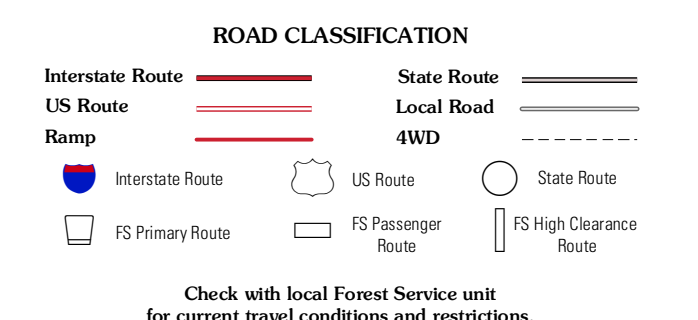 ROAD CLASSIFICATION
Interstate Route
State Route
US Route
Local Road
Ramp
4WD
Interstate Route
US Route
State Route
FS Primary Route
FS Passenger
Route
FS High Clearance
Route
Check with local Forest Service unit
for current travel conditions and restrictions.